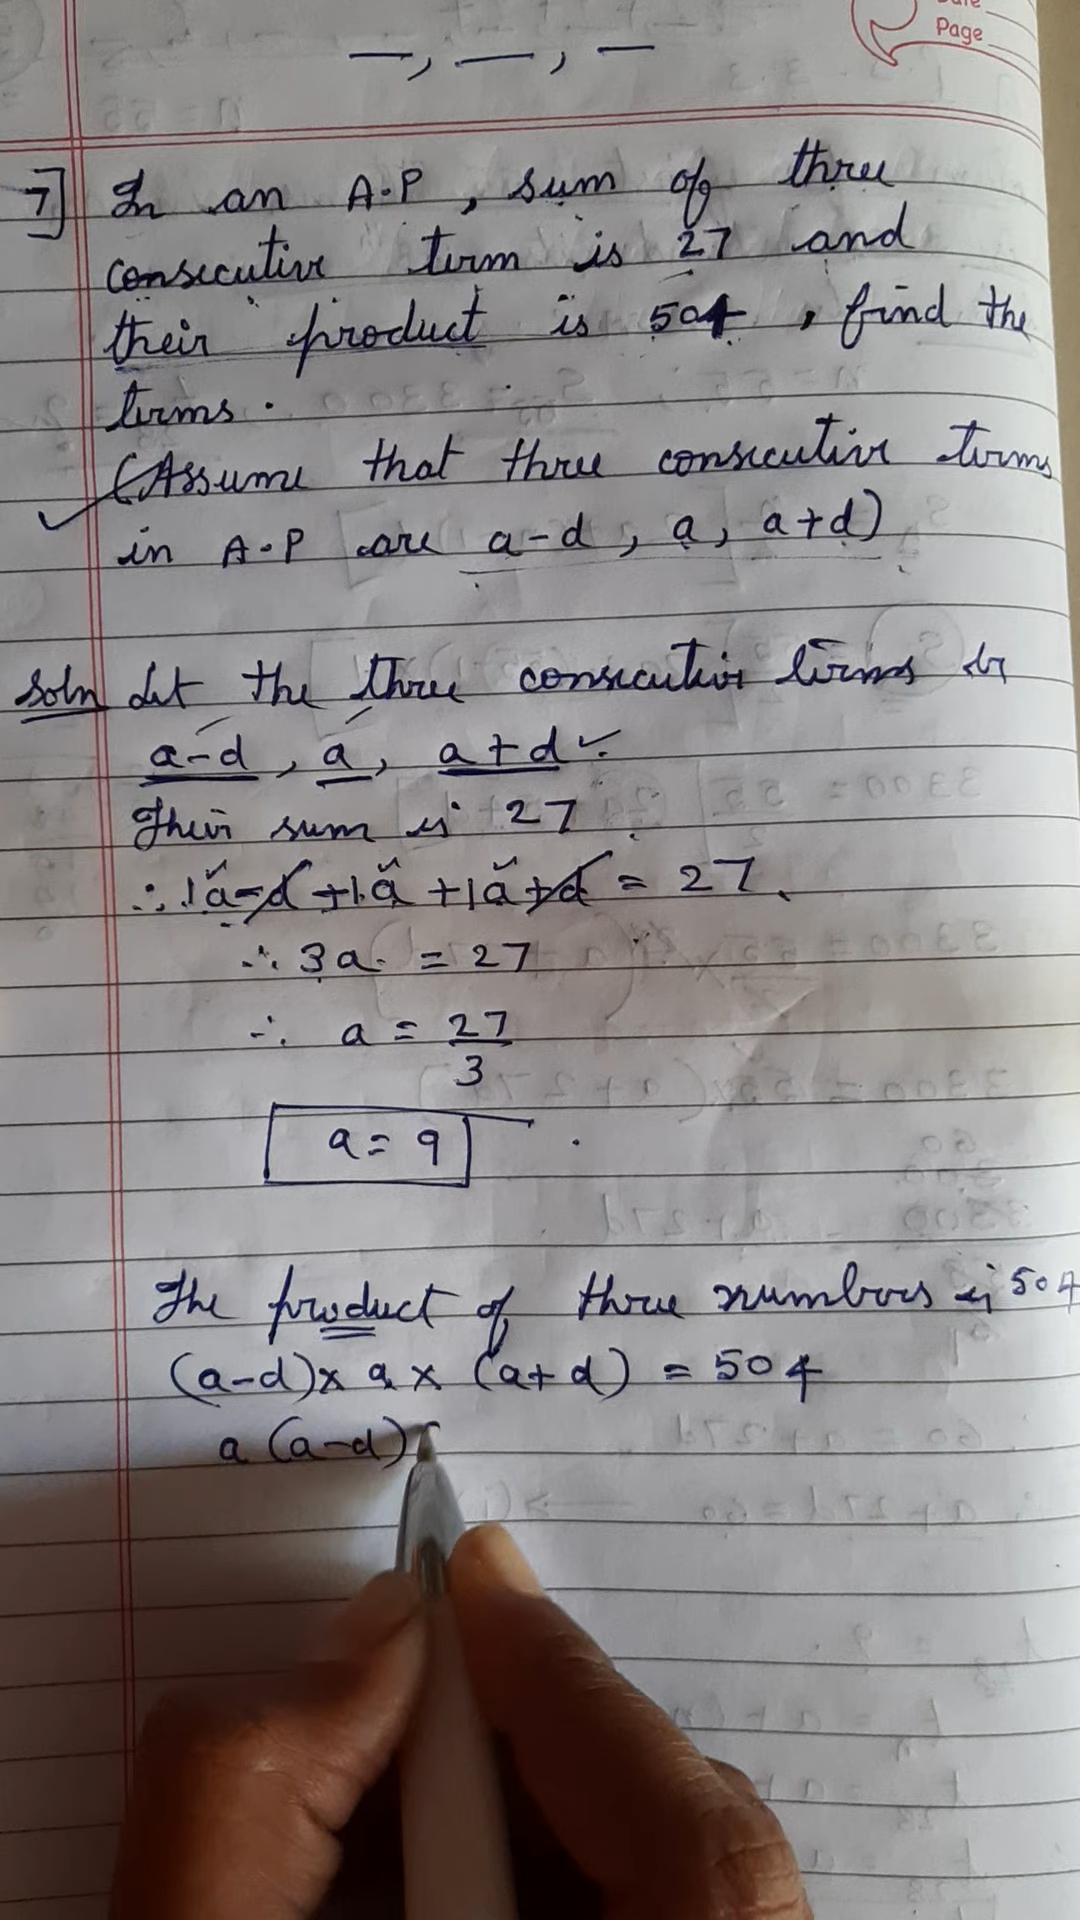 Page
—, —, —
7] In an A.P, sum of three
consecutive term is 27 and
their product is 504, find the
terms.
(Assume that three consecutive terms
in A.P are a-d, a, a+d)
Soln Let the three consecutive terms be
a-d, a, a+d
Their sum is 27
∴ 1a-d+1a+1a+d = 27
∴ 3a = 27
∴ a = 27/3
a = 9
The product of three numbers is 504
(a-d)x a x (a+d) = 504
a (a-d)